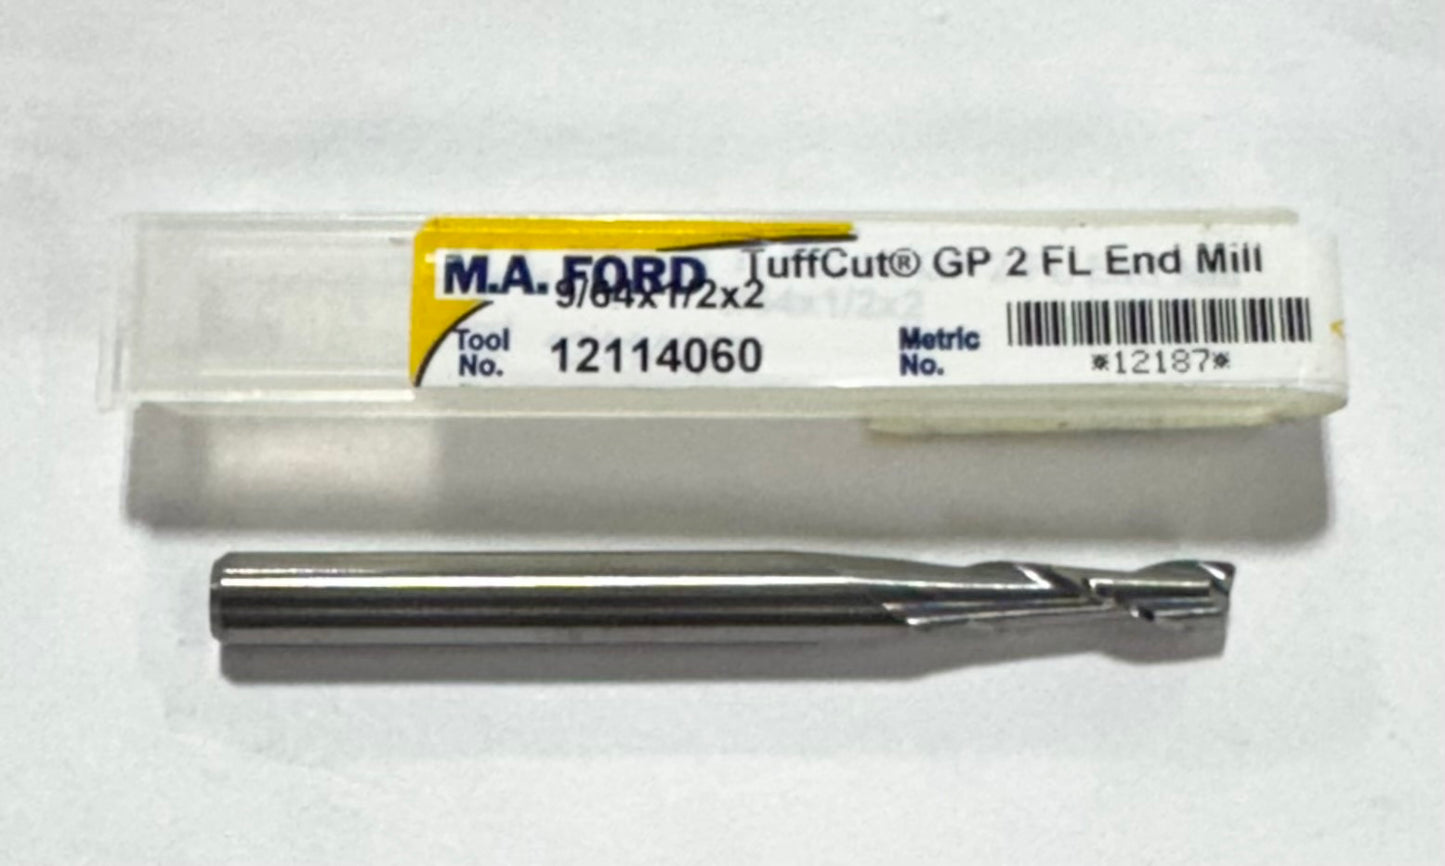 M.A. FORD® TuffCut® GP 2 FL End Mill
9/64x1/2x2
Tool No. 12114060
Metric No.
*12187*